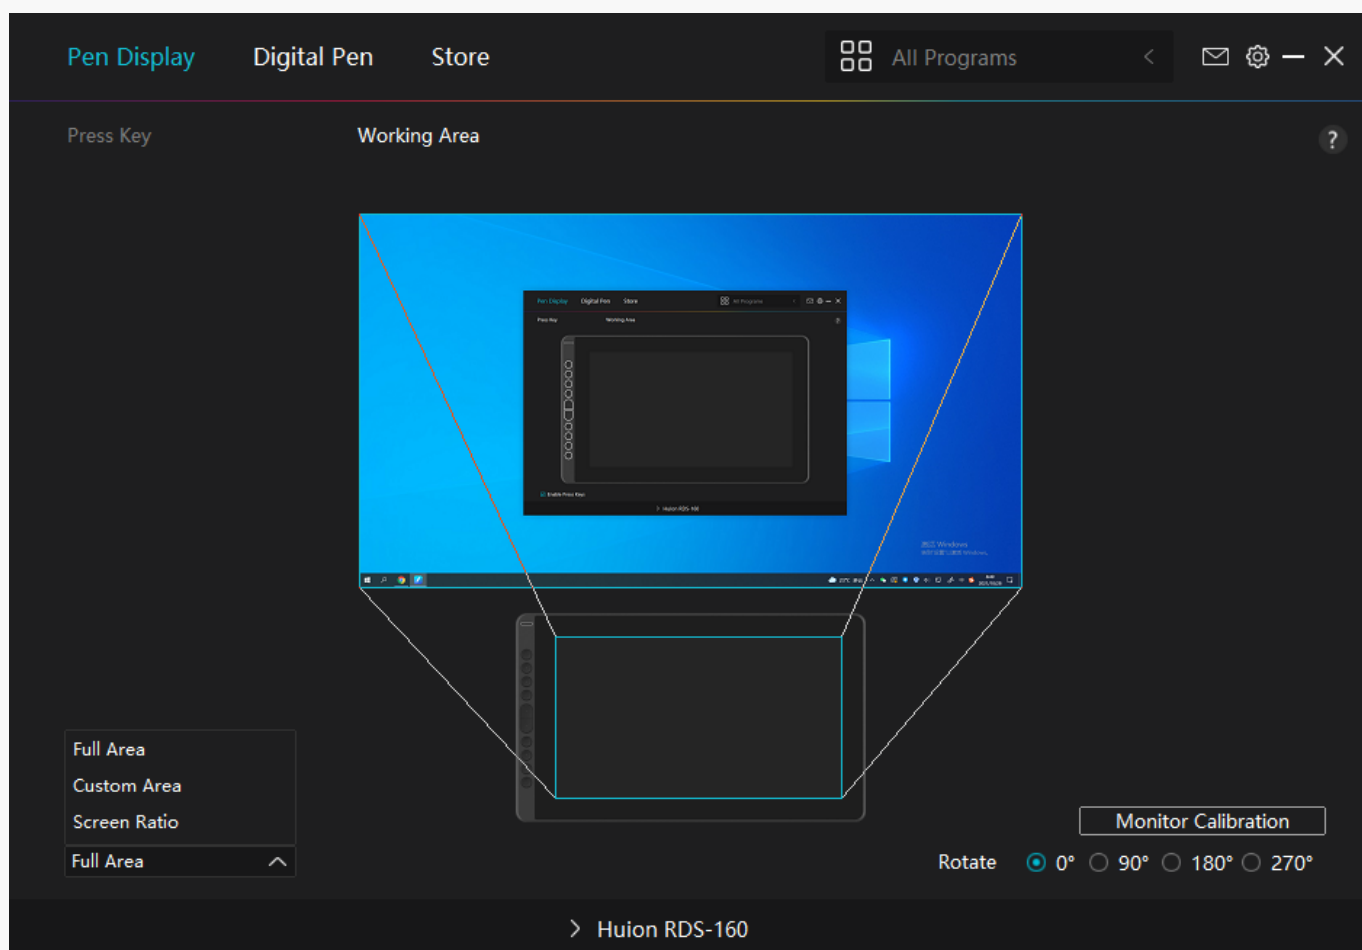 Pen Display Digital Pen Store All Programs
Press Key Working Area ?
Pen Display Digital Pen Store All Programs
Press Key Working Area
Enable Press Keys
Huion RDS-160
Windows
Full Area
Custom Area
Screen Ratio
Monitor Calibration
Full Area
Rotate 0° 90° 180° 270°
Huion RDS-160